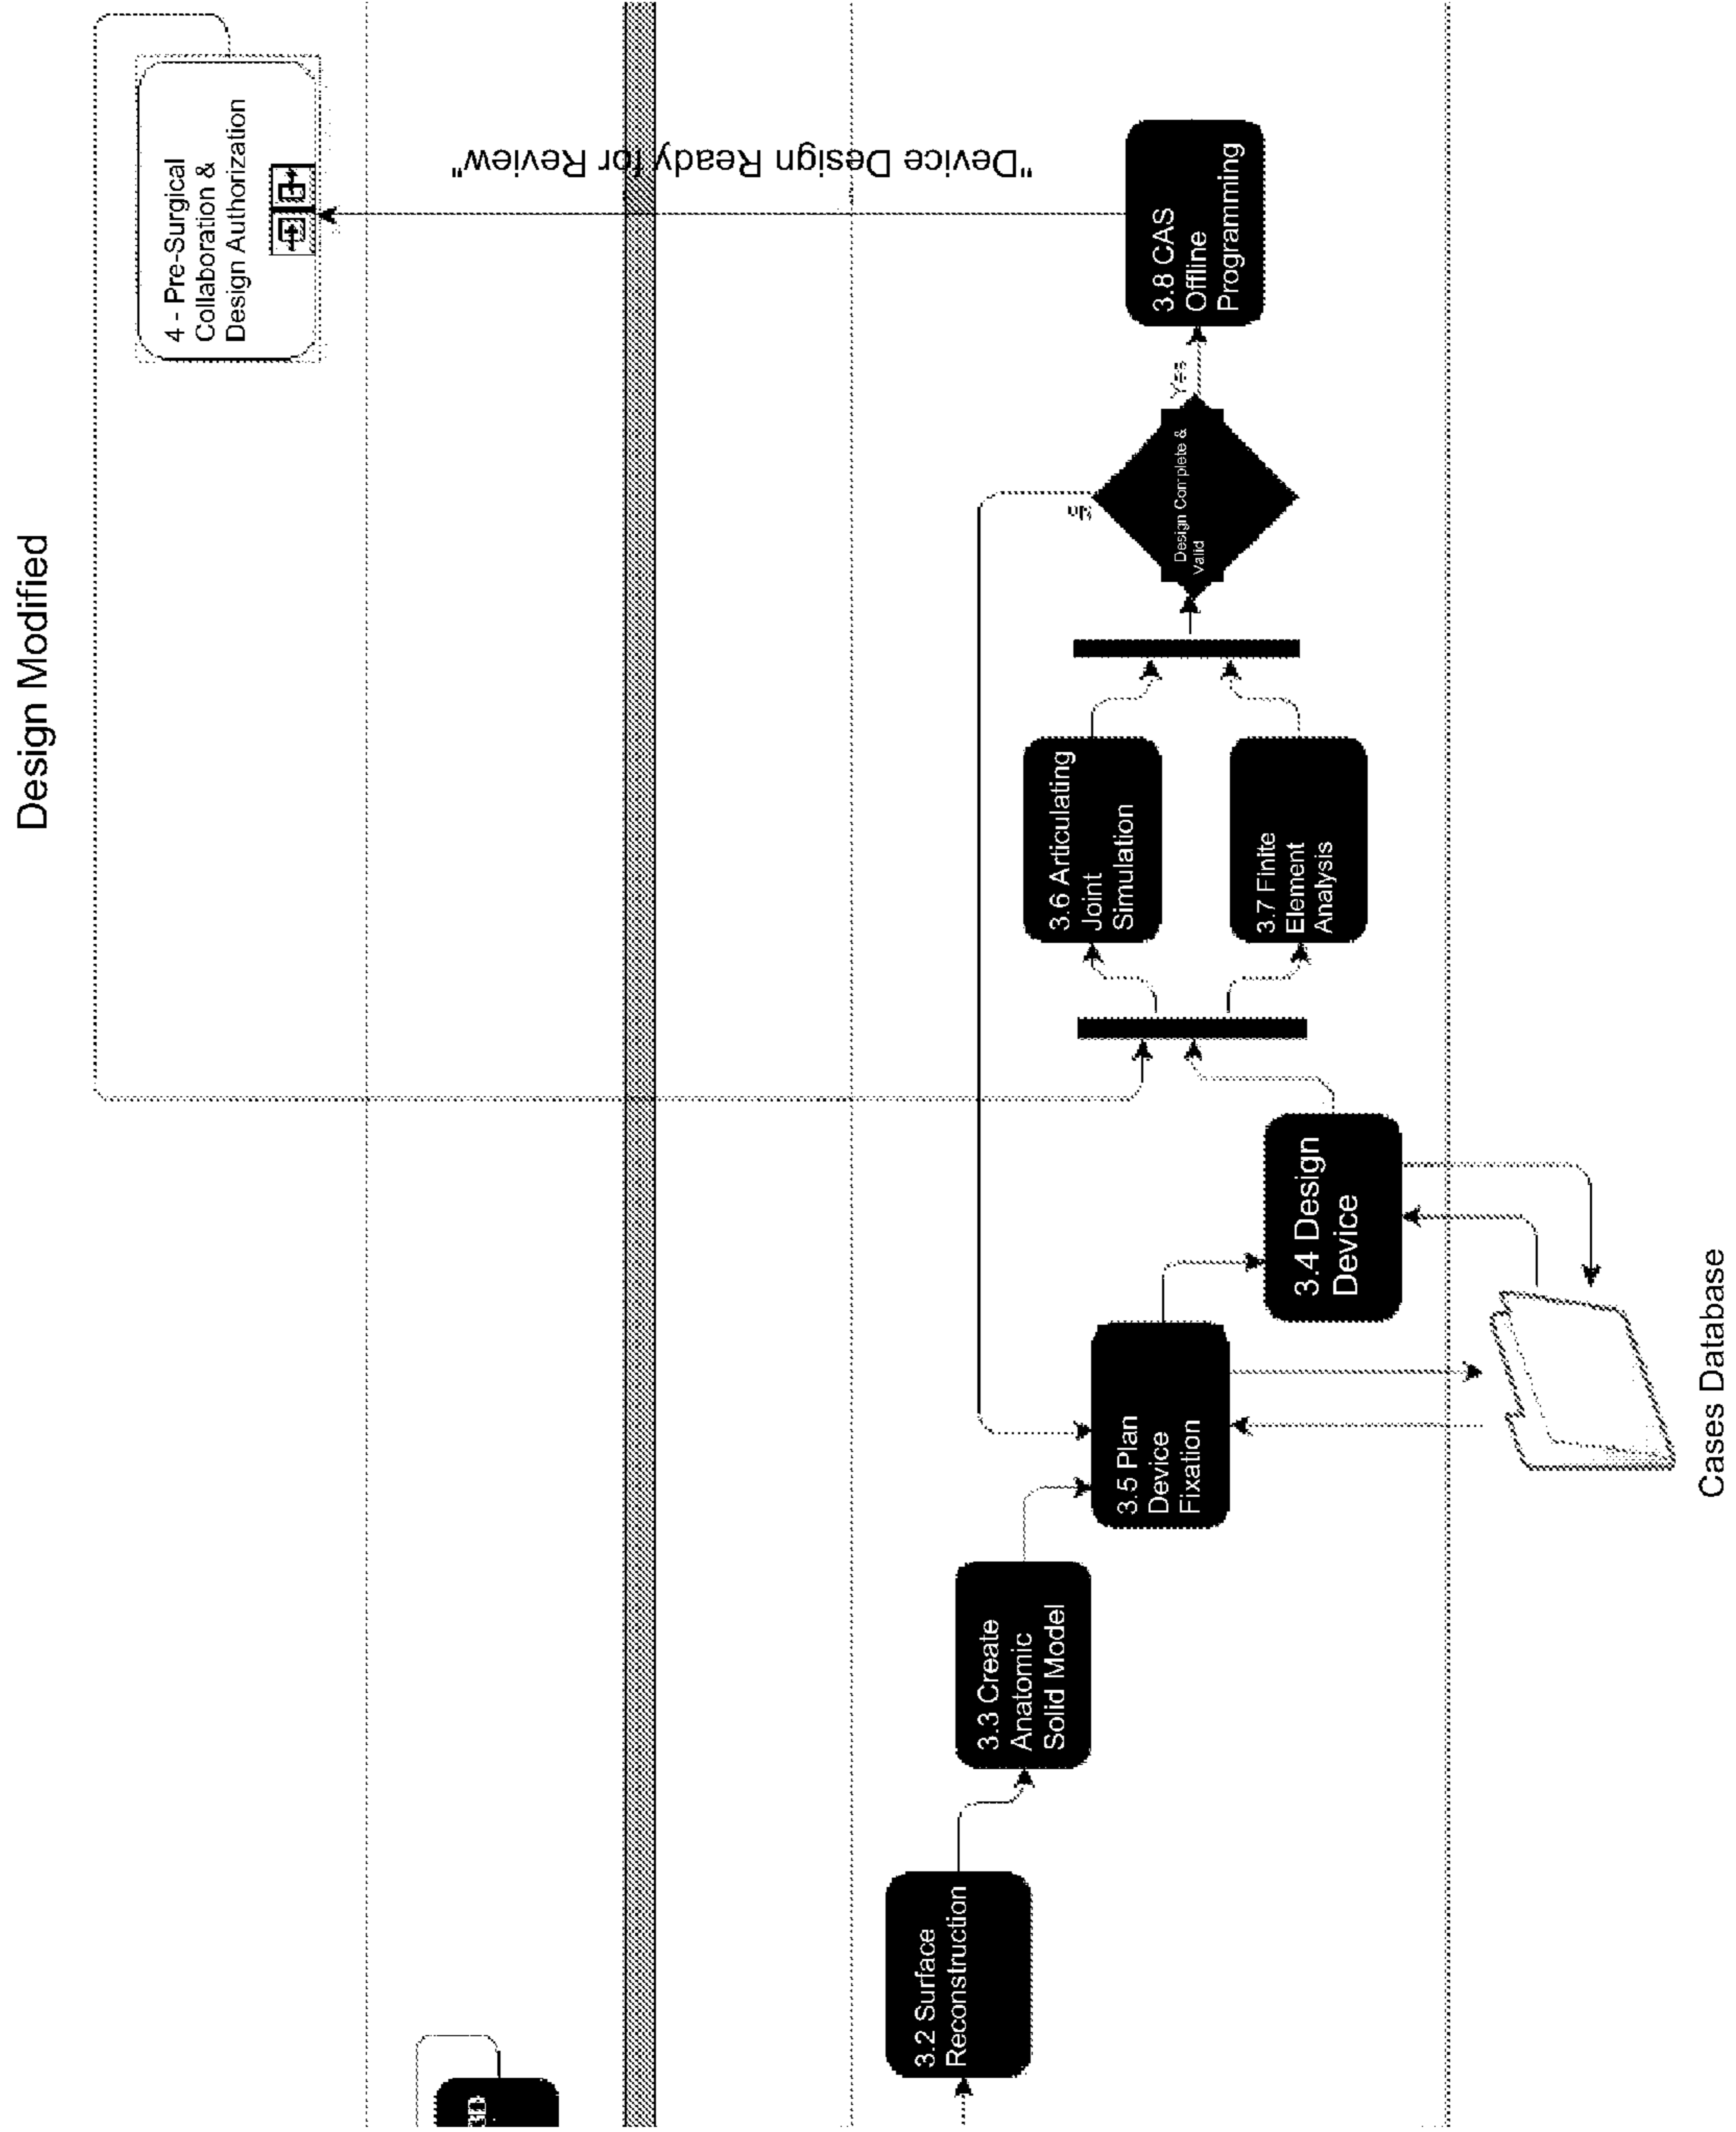 Design Modified
4 - Pre-Surgical
Collaboration &
Design Authorization
"Device Design Ready for Review"
3D
3.2 Surface
Reconstruction
3.3 Create
Anatomic
Solid Model
3.5 Plan
Device
Fixation
3.4 Design
Device
3.6 Articulating
Joint
Simulation
3.7 Finite
Element
Analysis
Design Complete &
Valid
No
Yes
3.8 CAS
Offline
Programming
Cases Database